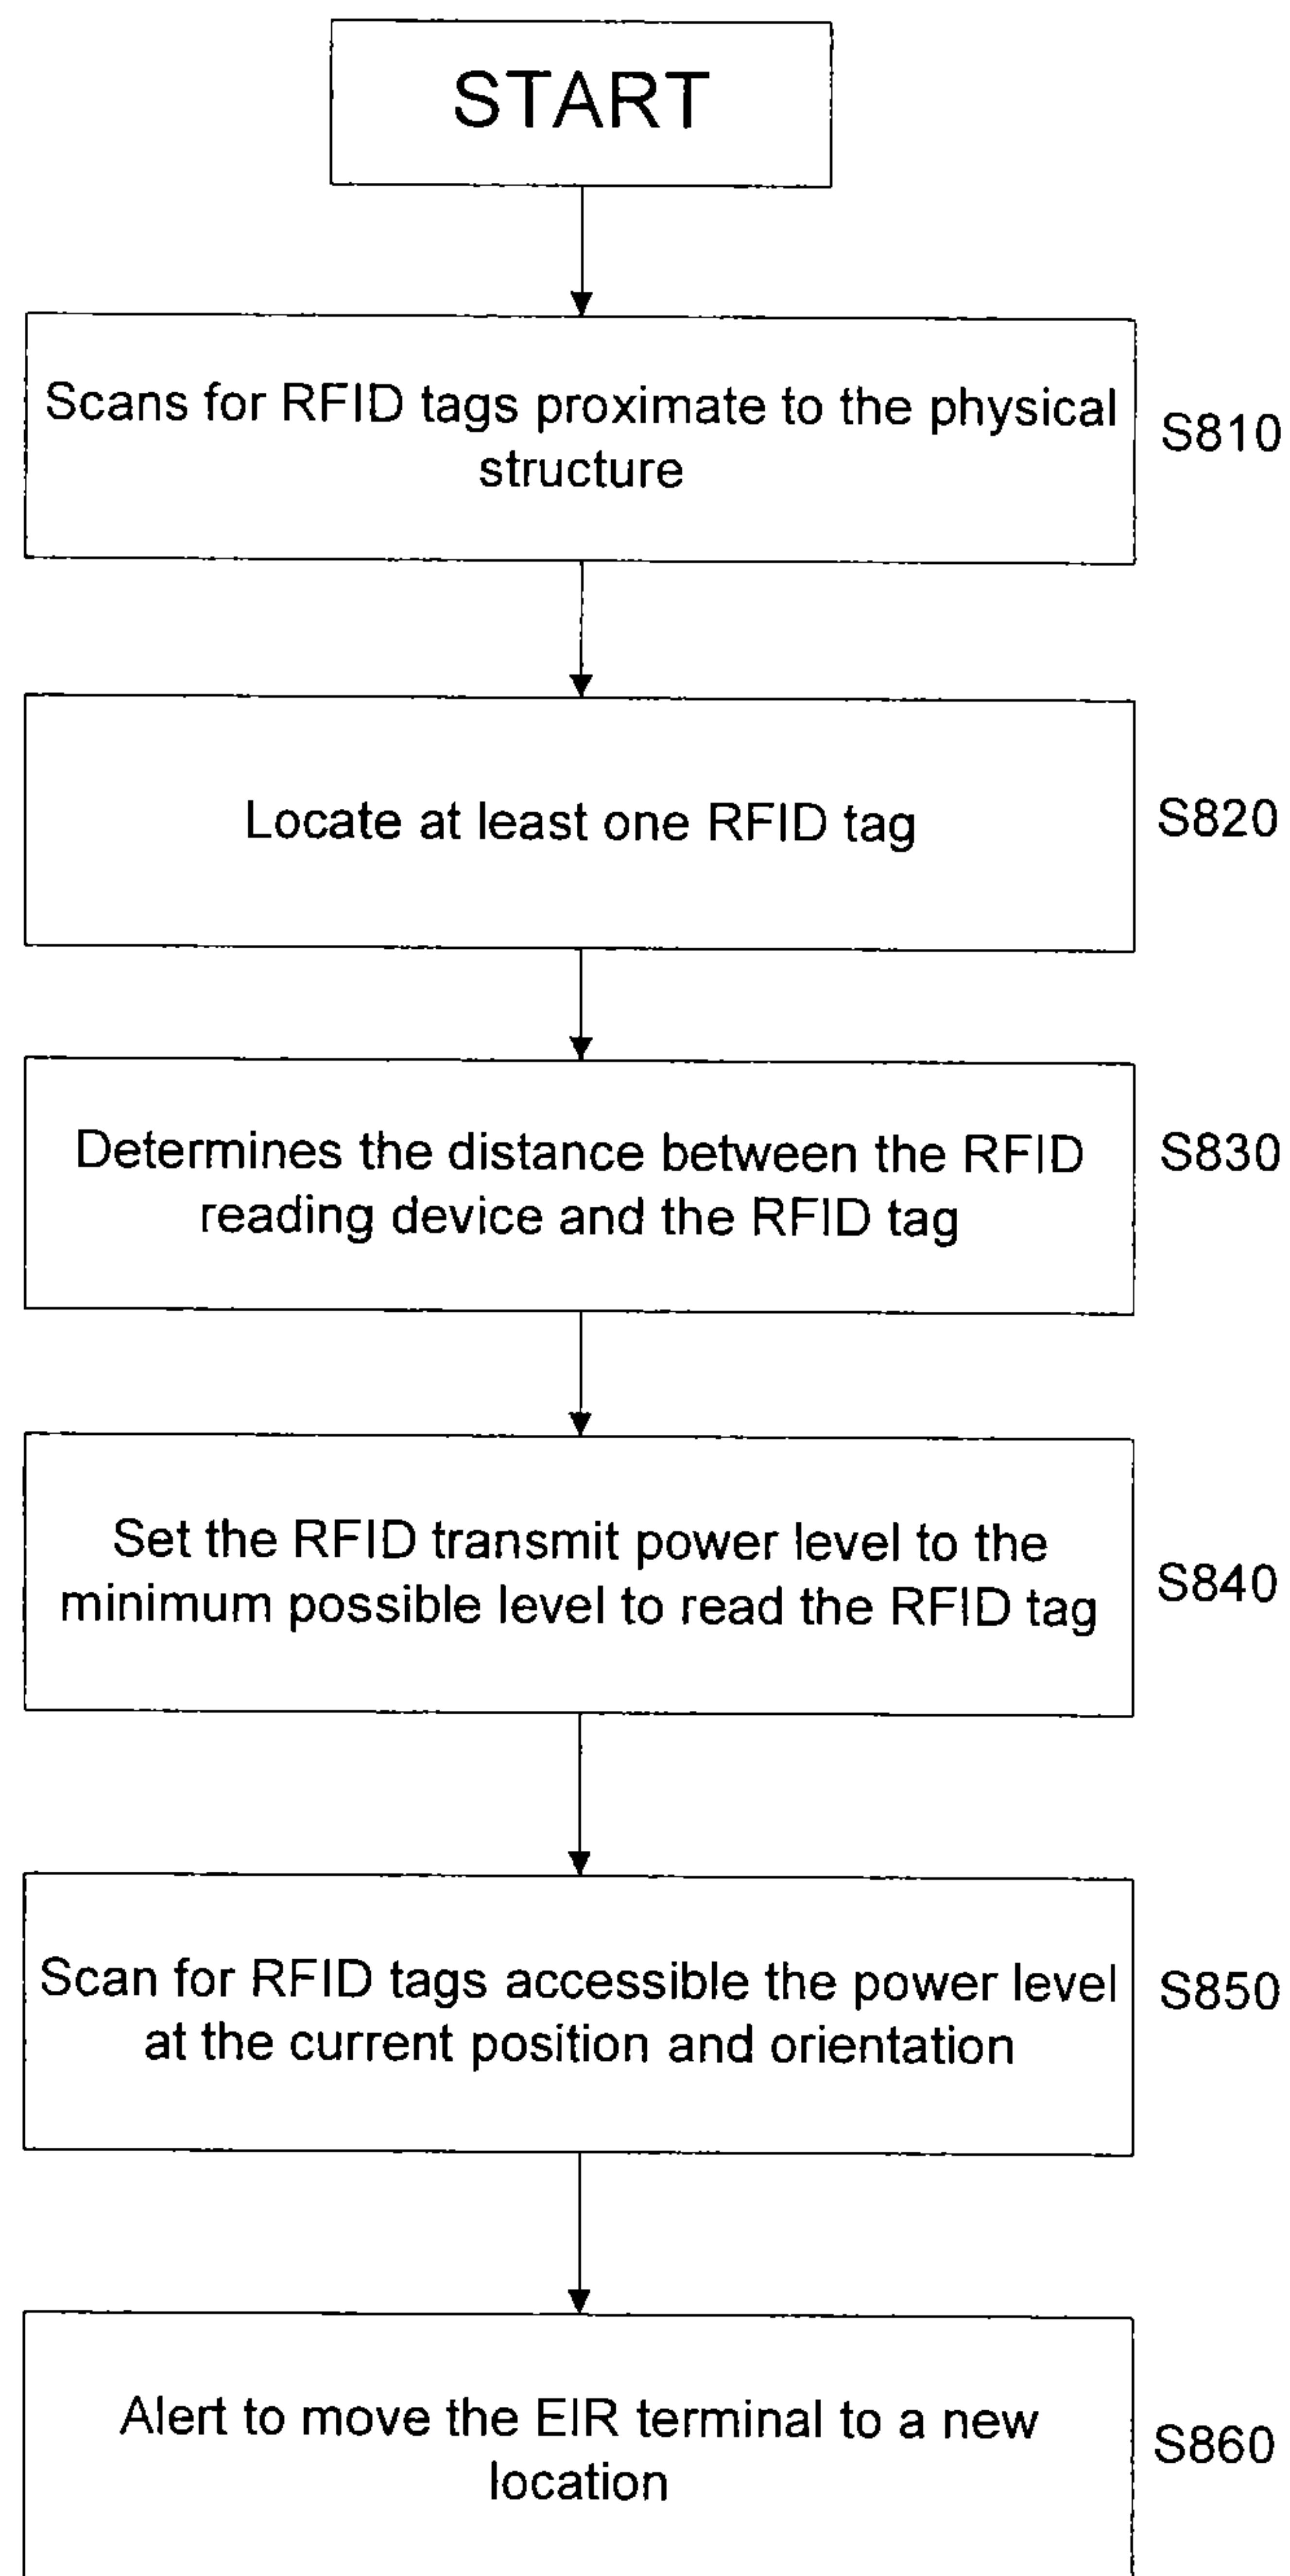 START
Scans for RFID tags proximate to the physical
structure
S810
Locate at least one RFID tag
S820
Determines the distance between the RFID
reading device and the RFID tag
S830
Set the RFID transmit power level to the
minimum possible level to read the RFID tag
S840
Scan for RFID tags accessible the power level
at the current position and orientation
S850
Alert to move the EIR terminal to a new
location
S860